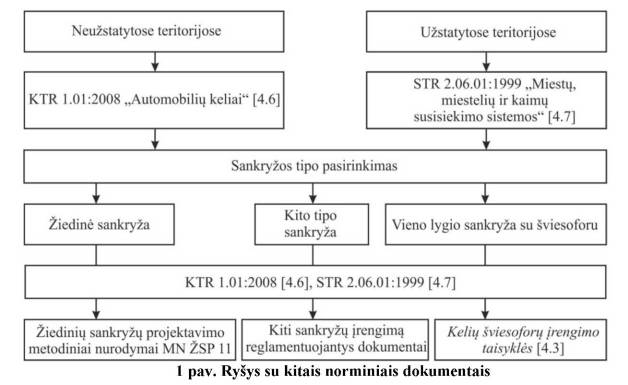 Neužstatytose teritorijose
Užstatytose teritorijose
KTR 1.01:2008 „Automobilių keliai“ [4.6]
STR 2.06.01:1999 „Miestų,
miestelių ir kaimų
susisiekimo sistemos“ [4.7]
Sankryžos tipo pasirinkimas
Žiedinė sankryža
Kito tipo
sankryža
Vieno lygio sankryža su šviesoforu
KTR 1.01:2008 [4.6], STR 2.06.01:1999 [4.7]
Žiedinių sankryžų projektavimo
metodiniai nurodymai MN ŽSP 11
Kiti sankryžų įrengimą
reglamentuojantys dokumentai
Kelių šviesoforų įrengimo
taisyklės [4.3]
1 pav. Ryšys su kitais norminiais dokumentais